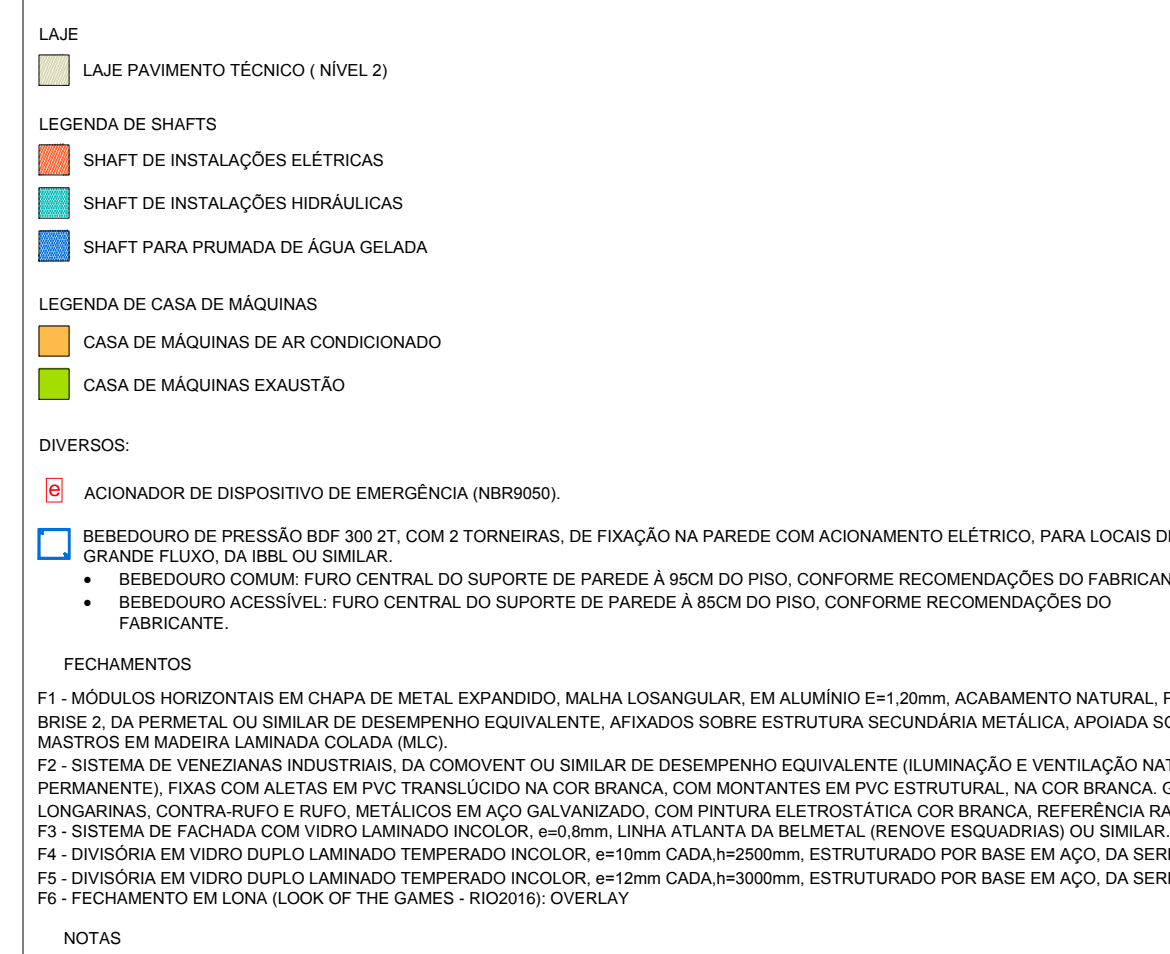 LAJE
LAJE PAVIMENTO TÉCNICO ( NÍVEL 2)
LEGENDA DE SHAFTS
SHAFT DE INSTALAÇÕES ELÉTRICAS
SHAFT DE INSTALAÇÕES HIDRÁULICAS
SHAFT PARA PRUMADA DE ÁGUA GELADA
LEGENDA DE CASA DE MÁQUINAS
CASA DE MÁQUINAS DE AR CONDICIONADO
CASA DE MÁQUINAS EXAUSTÃO
DIVERSOS:
e ACIONADOR DE DISPOSITIVO DE EMERGÊNCIA (NBR9050).
BEBEDOURO DE PRESSÃO BDF 300 2T, COM 2 TORNEIRAS, DE FIXAÇÃO NA PAREDE COM ACIONAMENTO ELÉTRICO, PARA LOCAIS DE
GRANDE FLUXO, DA IBBL OU SIMILAR.
• BEBEDOURO COMUM: FURO CENTRAL DO SUPORTE DE PAREDE À 95CM DO PISO, CONFORME RECOMENDAÇÕES DO FABRICAN
• BEBEDOURO ACESSÍVEL: FURO CENTRAL DO SUPORTE DE PAREDE À 85CM DO PISO, CONFORME RECOMENDAÇÕES DO
FABRICANTE.
FECHAMENTOS
F1 - MÓDULOS HORIZONTAIS EM CHAPA DE METAL EXPANDIDO, MALHA LOSANGULAR, EM ALUMÍNIO E=1,20mm, ACABAMENTO NATURAL,
BRISE 2, DA PERMETAL OU SIMILAR DE DESEMPENHO EQUIVALENTE, AFIXADOS SOBRE ESTRUTURA SECUNDÁRIA METÁLICA, APOIADA
MASTROS EM MADEIRA LAMINADA COLADA (MLC).
F2 - SISTEMA DE VENEZIANAS INDUSTRIAIS, DA COMOVENT OU SIMILAR DE DESEMPENHO EQUIVALENTE (ILUMINAÇÃO E VENTILAÇÃO NAT
PERMANENTE), FIXAS COM ALETAS EM PVC TRANSLÚCIDO NA COR BRANCA, COM MONTANTES EM PVC ESTRUTURAL, NA COR BRANCA.
LONGARINAS, CONTRA-RUFO E RUFO, METÁLICOS EM AÇO GALVANIZADO, COM PINTURA ELETROSTÁTICA COR BRANCA, REFERÊNCIA RA
F3 - SISTEMA DE FACHADA COM VIDRO LAMINADO INCOLOR, e=0,8mm, LINHA ATLANTA DA BELMETAL (RENOVE ESQUADRIAS) OU SIMILAR.
F4 - DIVISÓRIA EM VIDRO DUPLO LAMINADO TEMPERADO INCOLOR, e=10mm CADA,h=2500mm, ESTRUTURADO POR BASE EM AÇO, DA SERI
F5 - DIVISÓRIA EM VIDRO DUPLO LAMINADO TEMPERADO INCOLOR, e=12mm CADA,h=3000mm, ESTRUTURADO POR BASE EM AÇO, DA SERI
F6 - FECHAMENTO EM LONA (LOOK OF THE GAMES - RIO2016): OVERLAY
NOTAS